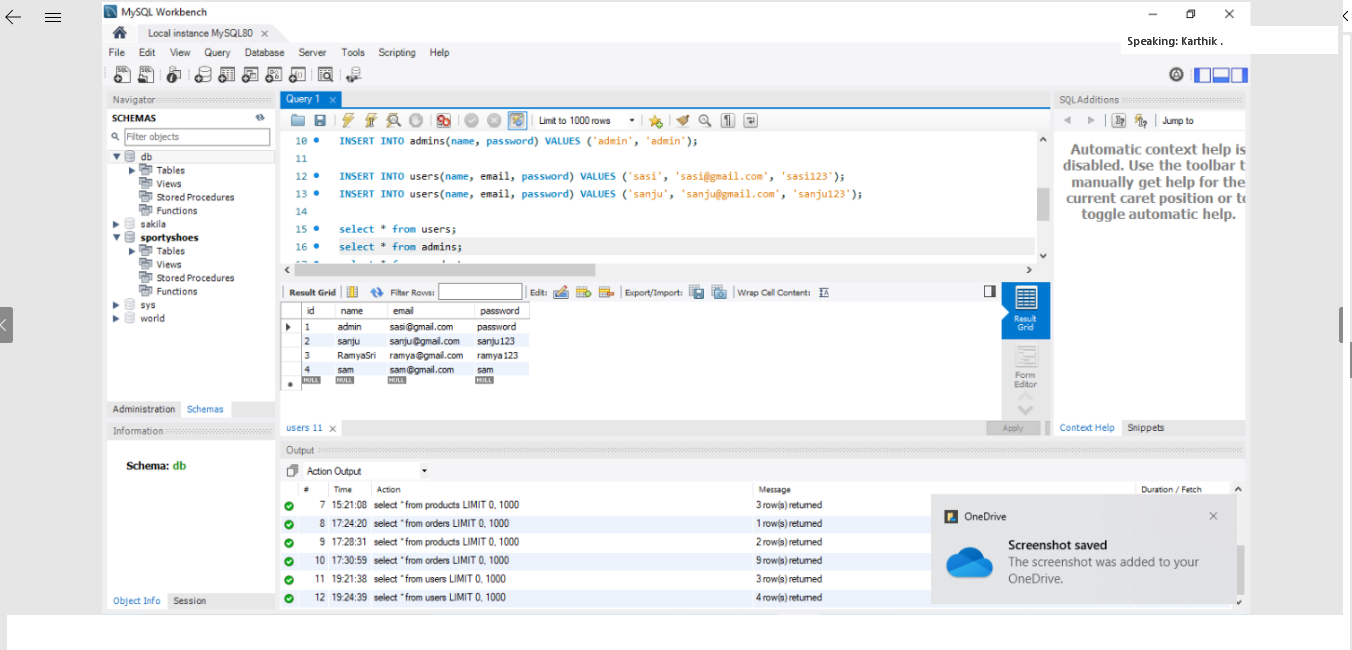 MySQL Workbench
Local instance MySQL80
Speaking: Karthik .
File Edit View Query Database Server Tools Scripting Help
Navigator
SCHEMAS
Filter objects
db
Tables
Views
Stored Procedures
Functions
sakila
sportyshoes
Tables
Views
Stored Procedures
Functions
sys
world
Administration Schemas
Information
Schema: db
Object Info Session
Query 1
Limit to 1000 rows
10 INSERT INTO admins(name, password) VALUES ('admin', 'admin');
11
12 INSERT INTO users(name, email, password) VALUES ('sasi', 'sasi@gmail.com', 'sasi123');
13 INSERT INTO users(name, email, password) VALUES ('sanju', 'sanju@gmail.com', 'sanju123');
14
15 select * from users;
16 select * from admins;
Result Grid Filter Rows: Edit: Export/Import: Wrap Cell Content:
id name email password
1 admin sasi@gmail.com password
2 sanju sanju@gmail.com sanju123
3 RamyaSri ramya@gmail.com ramya123
4 sam sam@gmail.com sam
NULL NULL NULL NULL
Result
Grid
Form
Editor
users 11
Apply
SQLAdditions
Jump to
Automatic context help is
disabled. Use the toolbar t
manually get help for the
current caret position or to
toggle automatic help.
Context Help Snippets
Output
Action Output
# Time Action Message Duration / Fetch
7 15:21:08 select * from products LIMIT 0, 1000 3 row(s) returned
8 17:24:20 select * from orders LIMIT 0, 1000 1 row(s) returned
9 17:28:31 select * from products LIMIT 0, 1000 2 row(s) returned
10 17:30:59 select * from orders LIMIT 0, 1000 9 row(s) returned
11 19:21:38 select * from users LIMIT 0, 1000 3 row(s) returned
12 19:24:39 select * from users LIMIT 0, 1000 4 row(s) returned
OneDrive
Screenshot saved
The screenshot was added to your
OneDrive.